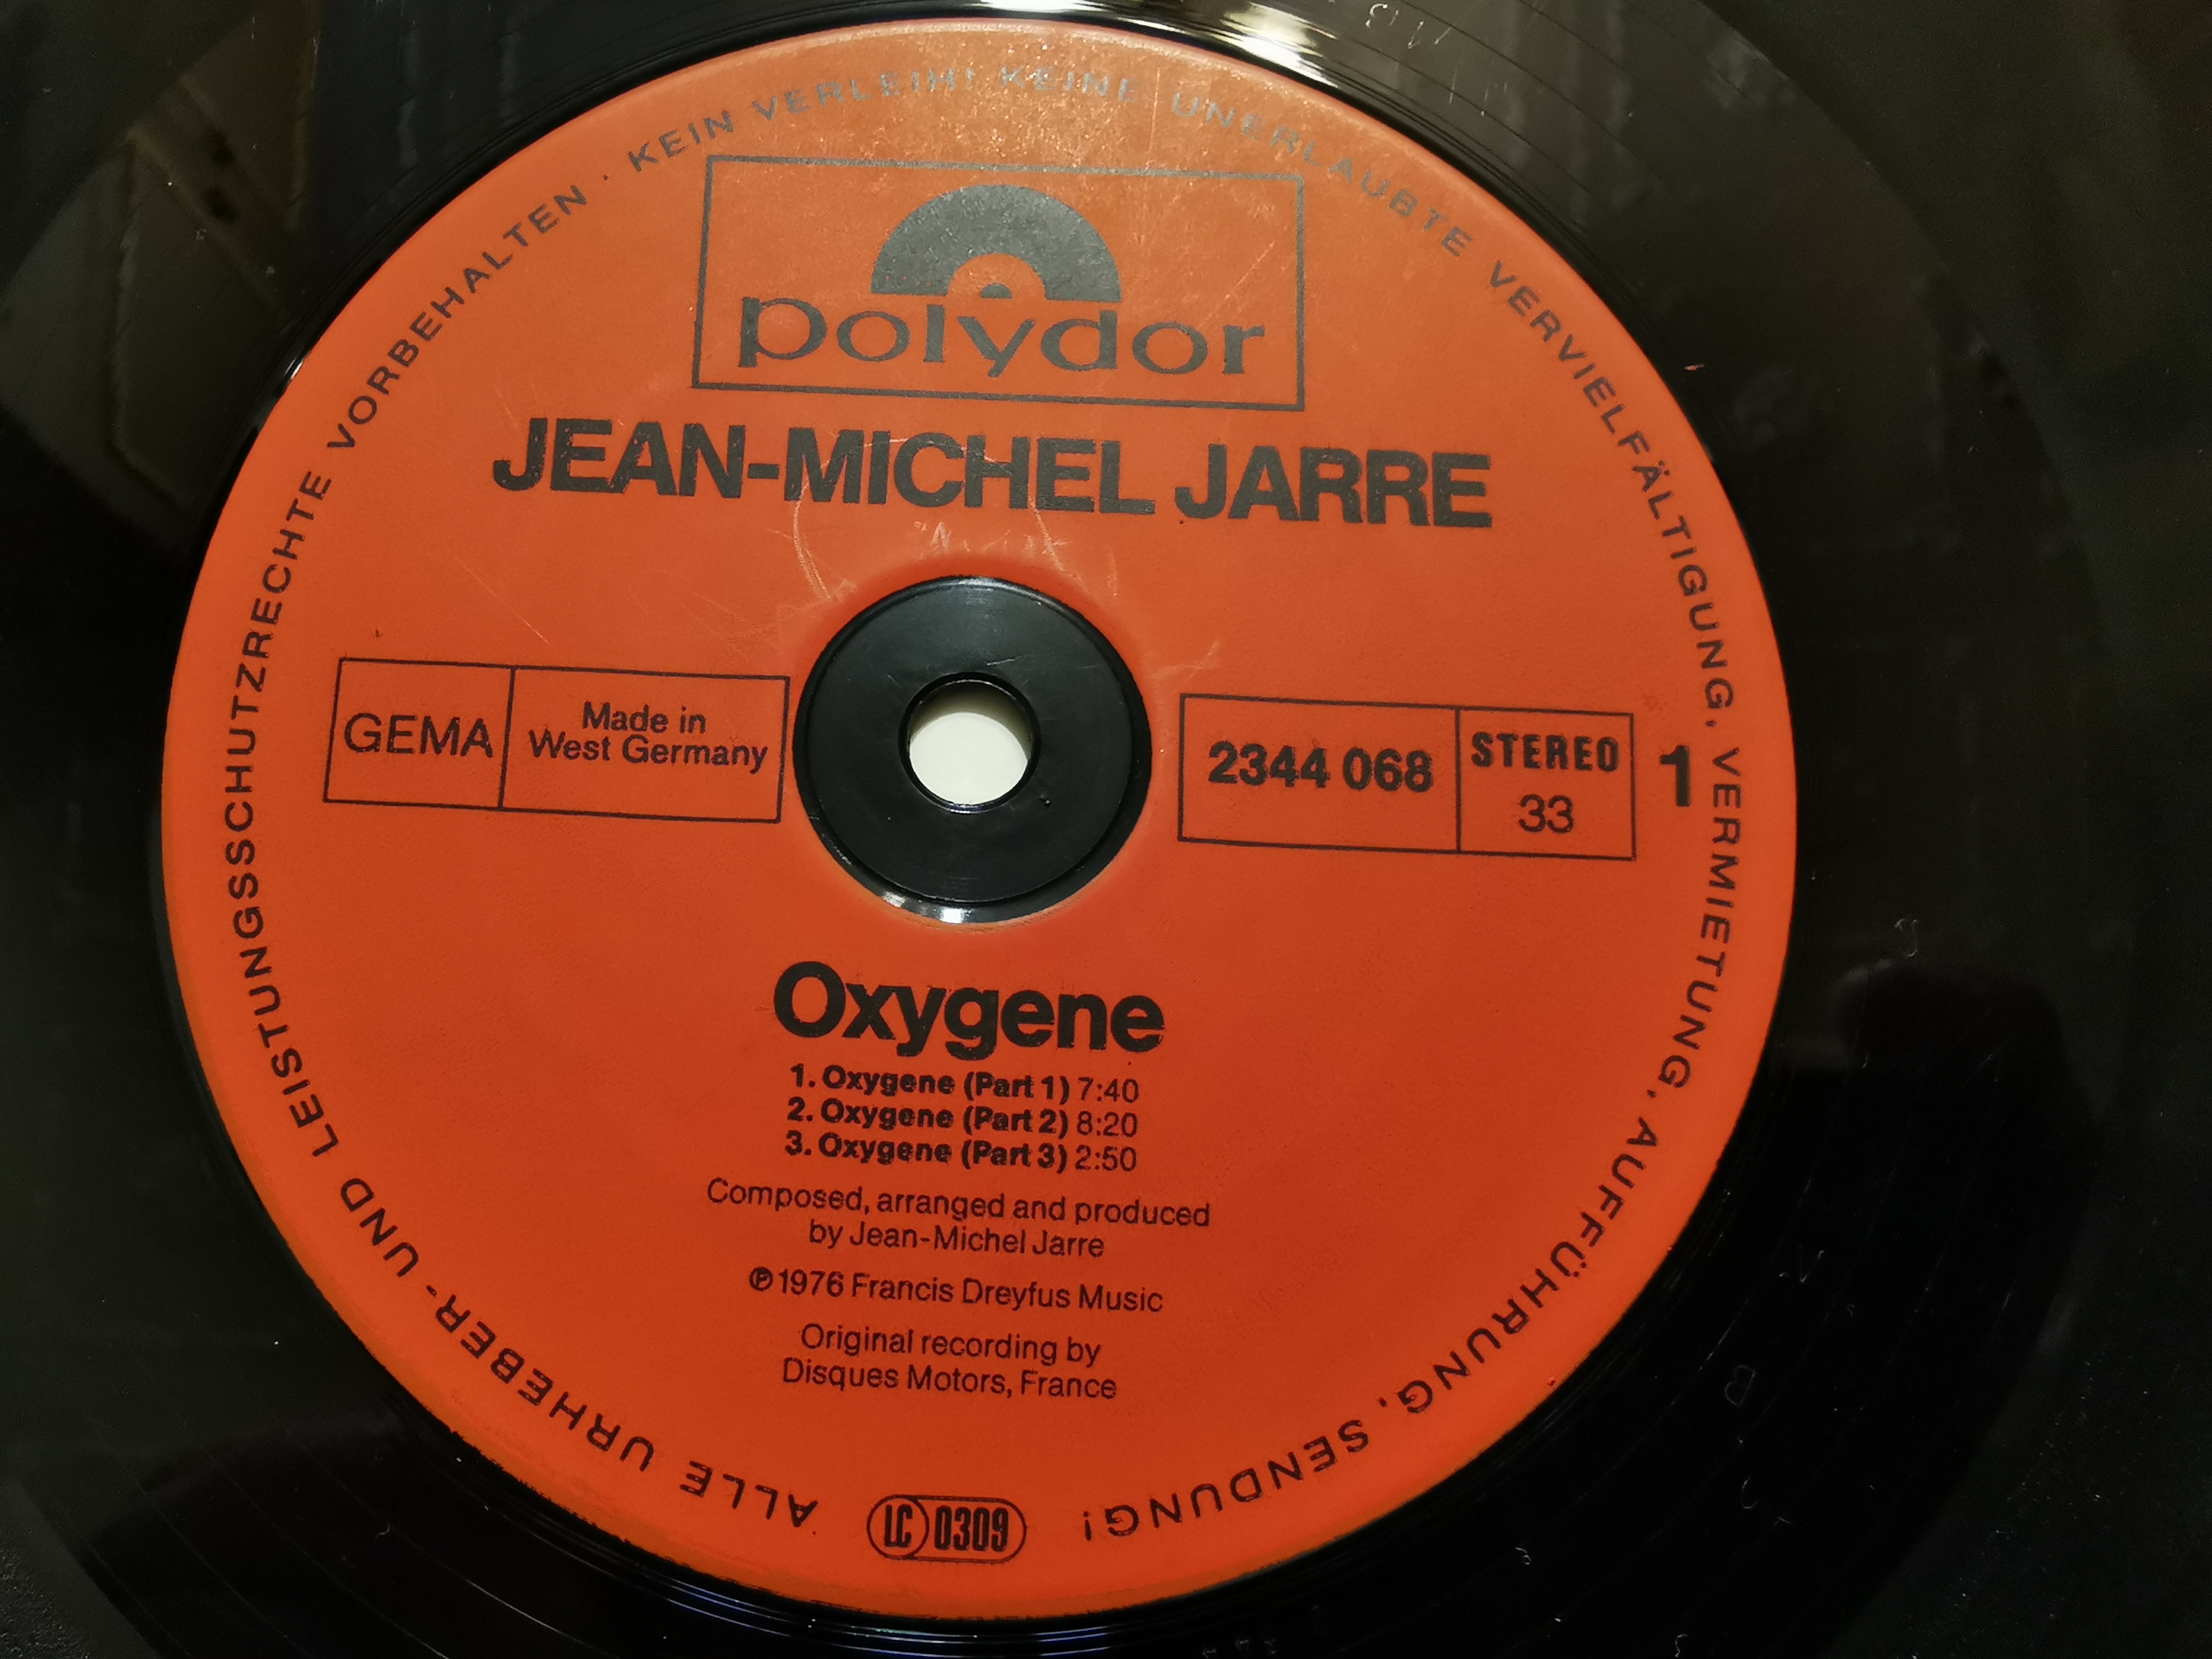 ALLE URHEBER- UND LEISTUNGSSCHUTZRECHTE VORBEHALTEN · KEIN VERLEIH! KEINE UNERLAUBTE VERVIELFÄLTIGUNG, VERMIETUNG, AUFFÜHRUNG, SENDUNG!
polydor
JEAN-MICHEL JARRE
GEMA
Made in
West Germany
2344 068
STEREO
33
1
Oxygene
1. Oxygene (Part 1) 7:40
2. Oxygene (Part 2) 8:20
3. Oxygene (Part 3) 2:50
Composed, arranged and produced
by Jean-Michel Jarre
℗ 1976 Francis Dreyfus Music
Original recording by
Disques Motors, France
LC 0309